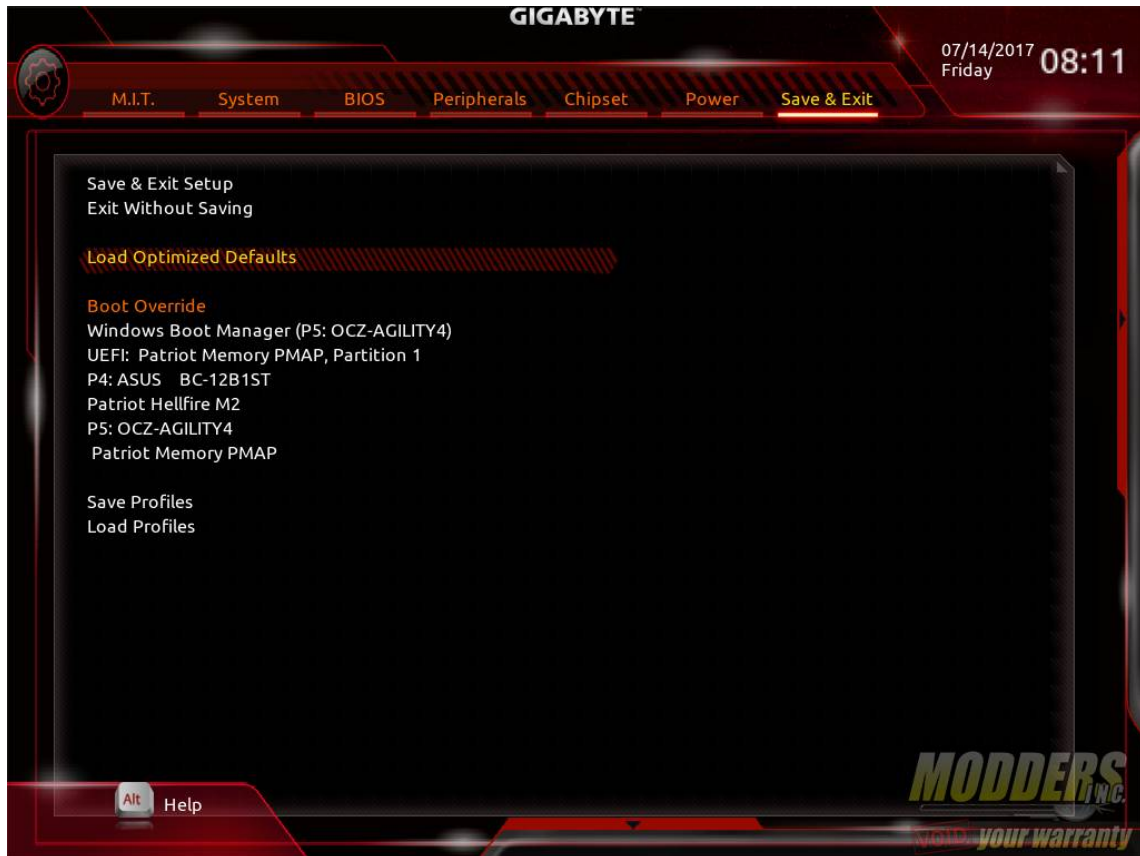 GIGABYTE™
07/14/2017 08:11
Friday
M.I.T. System BIOS Peripherals Chipset Power Save & Exit
Save & Exit Setup
Exit Without Saving
Load Optimized Defaults
Boot Override
Windows Boot Manager (P5: OCZ-AGILITY4)
UEFI: Patriot Memory PMAP, Partition 1
P4: ASUS BC-12B1ST
Patriot Hellfire M2
P5: OCZ-AGILITY4
Patriot Memory PMAP
Save Profiles
Load Profiles
Alt Help
MODDERS INC.
VOID your warranty